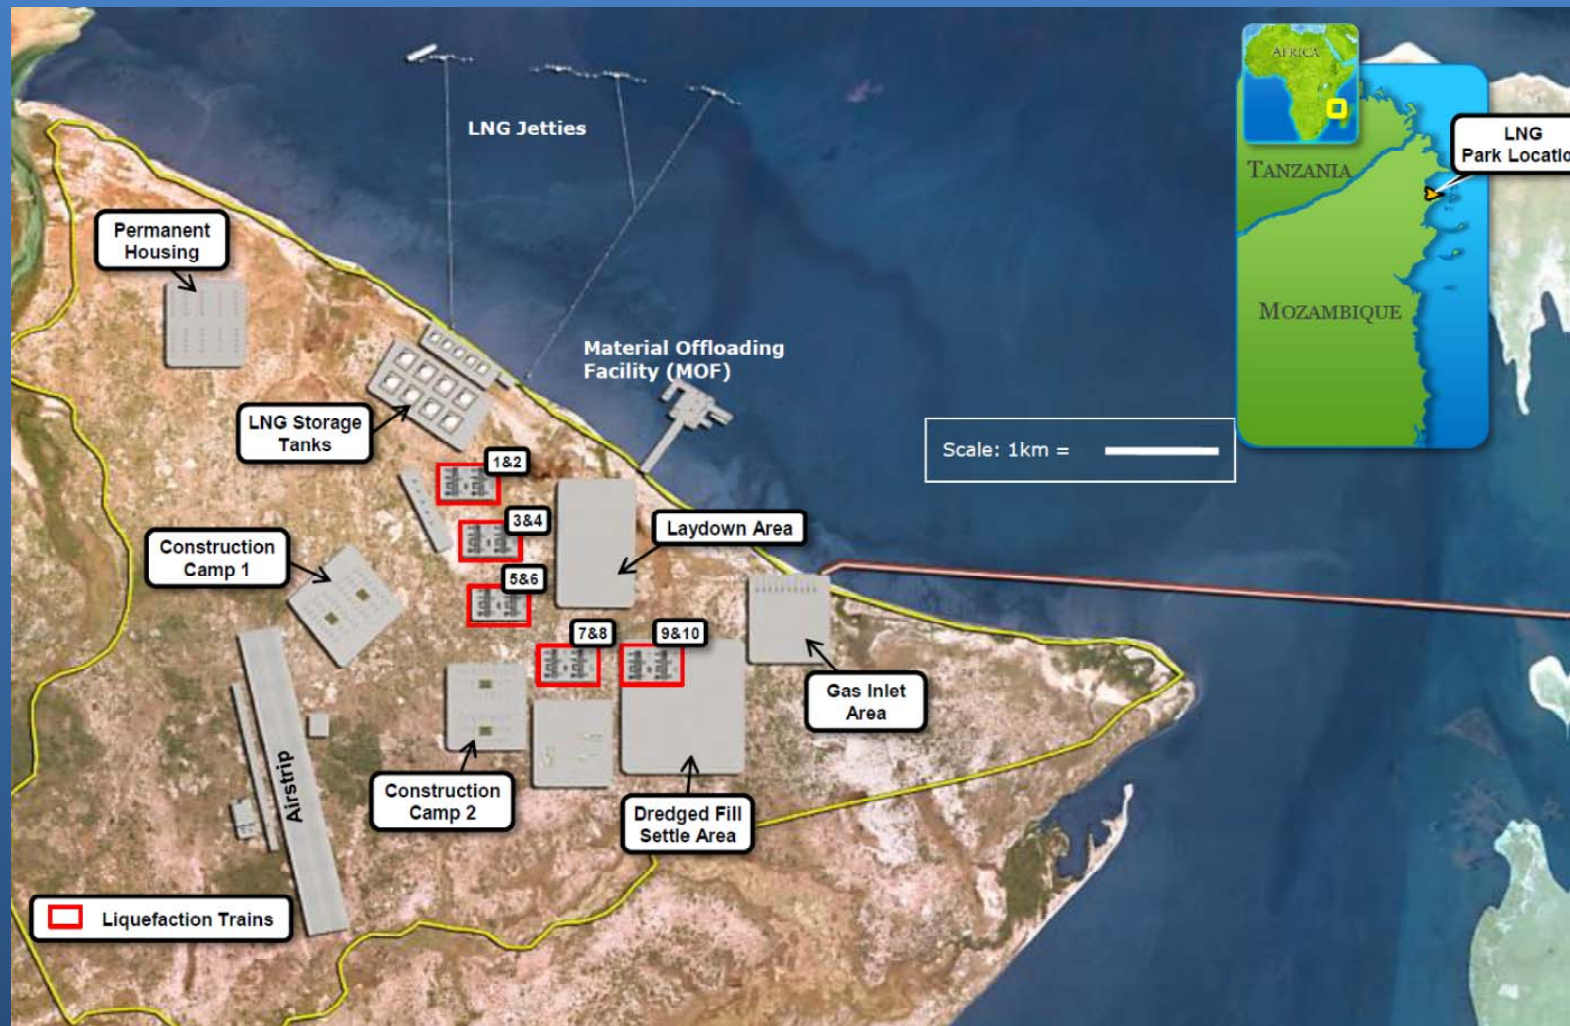 AFRICA
LNG
Park Locatio
TANZANIA
MOZAMBIQUE
LNG Jetties
Permanent
Housing
Material Offloading
Facility (MOF)
LNG Storage
Tanks
Scale: 1km =
1&2
3&4
Laydown Area
Construction
Camp 1
5&6
7&8
9&10
Gas Inlet
Area
Airstrip
Construction
Camp 2
Dredged Fill
Settle Area
Liquefaction Trains